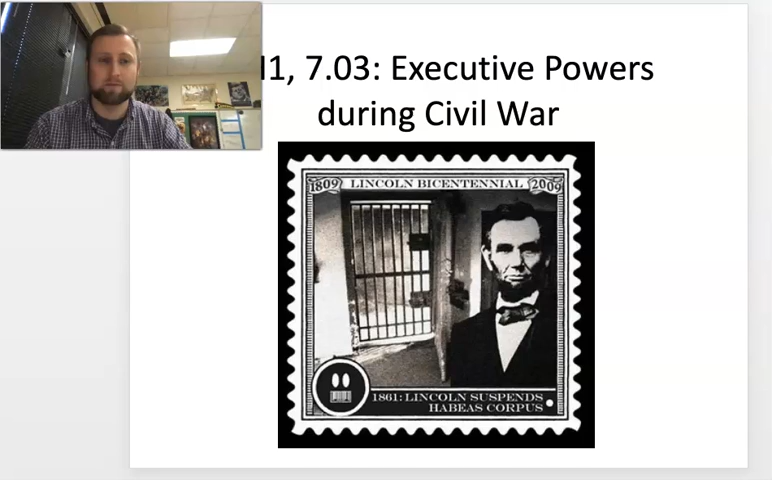 1, 7.03: Executive Powers
during Civil War
1809 LINCOLN BICENTENNIAL 2009
1861: LINCOLN SUSPENDS
HABEAS CORPUS